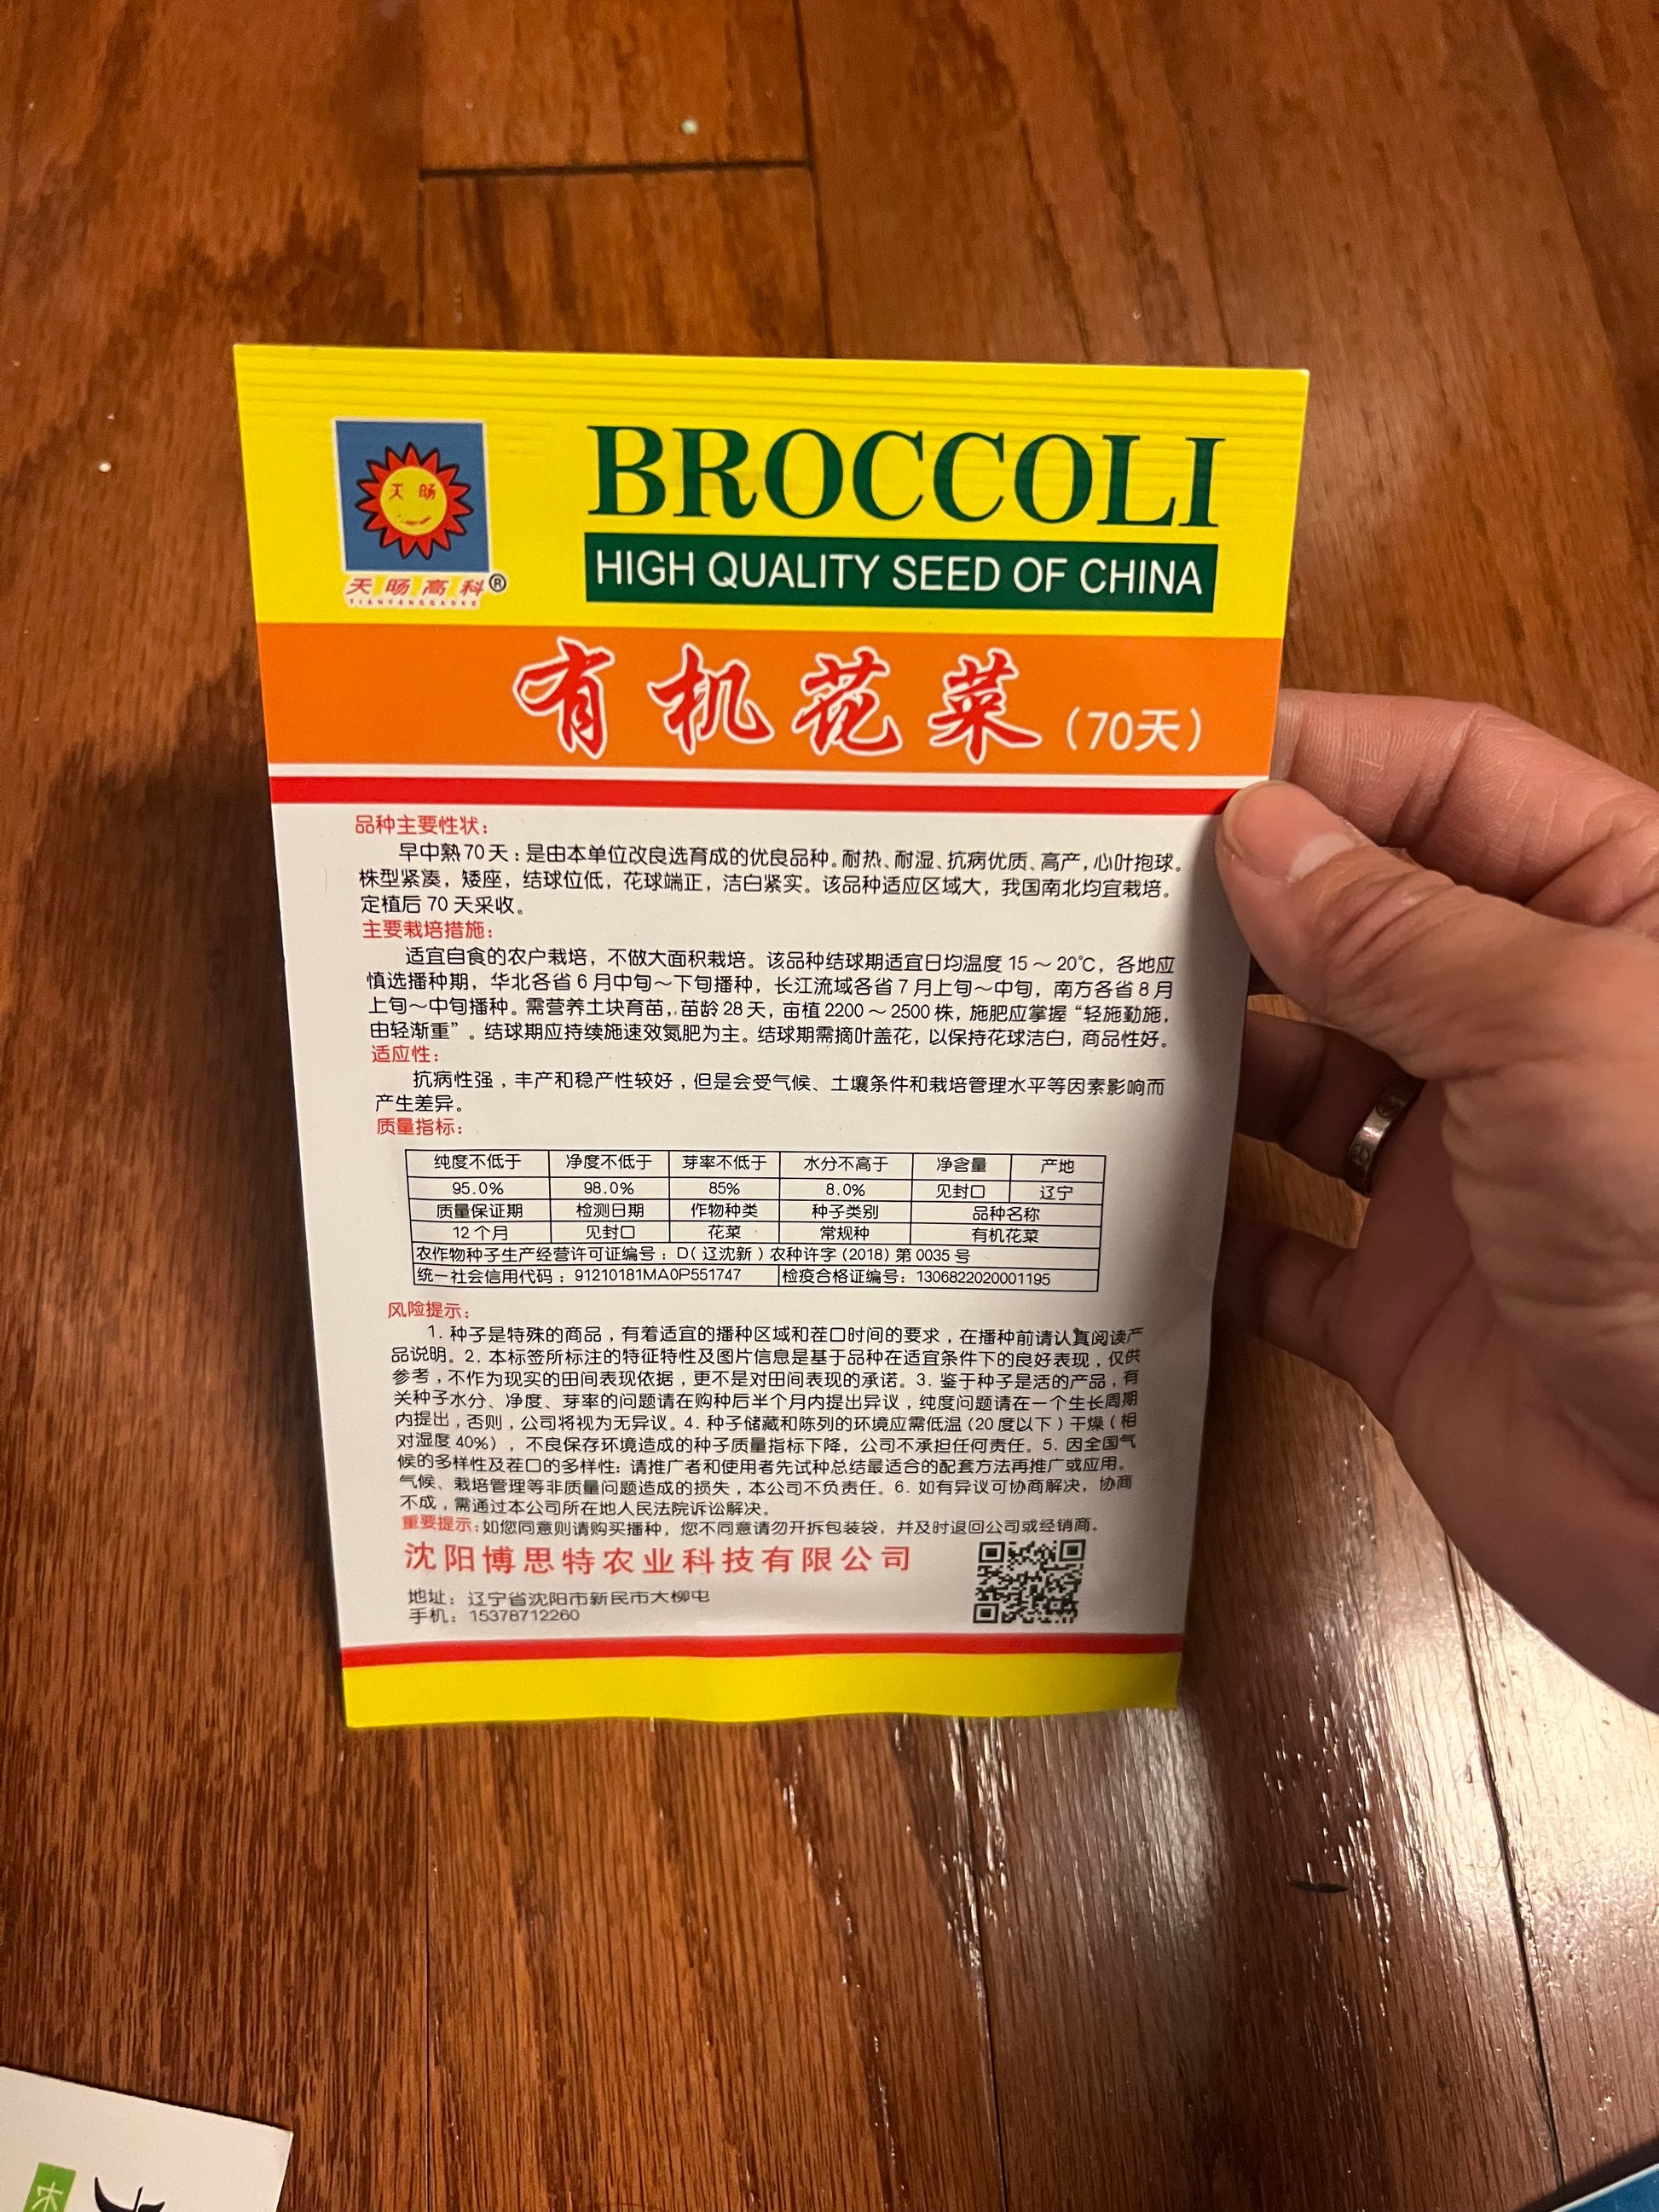 BROCCOLI
天旸
HIGH QUALITY SEED OF CHINA
天旸高科®
TIANYANGGAOKE
有机花菜(70天)
品种主要性状:
早中熟70天:是由本单位改良选育成的优良品种。耐热、耐湿、抗病优质、高产,心叶抱球。
株型紧凑,矮座,结球位低,花球端正,洁白紧实。该品种适应区域大,我国南北均宜栽培。
定植后70天采收。
主要栽培措施:
适宜自食的农户栽培,不做大面积栽培。该品种结球期适宜日均温度15~20℃,各地应
慎选播种期,华北各省6月中旬~下旬播种,长江流域各省7月上旬~中旬,南方各省8月
上旬~中旬播种。需营养土块育苗,苗龄28天,亩植2200~2500株,施肥应掌握“轻施勤施,
由轻渐重”。结球期应持续施速效氮肥为主。结球期需摘叶盖花,以保持花球洁白,商品性好。
适应性:
抗病性强,丰产和稳产性较好,但是会受气候、土壤条件和栽培管理水平等因素影响而
产生差异。
质量指标:
纯度不低于 净度不低于 芽率不低于 水分不高于 净含量 产地
95.0% 98.0% 85% 8.0% 见封口 辽宁
质量保证期 检测日期 作物种类 种子类别 品种名称
12个月 见封口 花菜 常规种 有机花菜
农作物种子生产经营许可证编号:D(辽沈新)农种许字(2018)第0035号
统一社会信用代码:91210181MA0P551747 检疫合格证编号:1306822020001195
风险提示:
1. 种子是特殊的商品,有着适宜的播种区域和茬口时间的要求,在播种前请认真阅读产
品说明。2. 本标签所标注的特征特性及图片信息是基于品种在适宜条件下的良好表现,仅供
参考,不作为现实的田间表现依据,更不是对田间表现的承诺。3. 鉴于种子是活的产品,有
关种子水分、净度、芽率的问题请在购种后半个月内提出异议,纯度问题请在一个生长周期
内提出,否则,公司将视为无异议。4. 种子储藏和陈列的环境应需低温(20度以下)干燥(相
对湿度40%),不良保存环境造成的种子质量指标下降,公司不承担任何责任。5. 因全国气
候的多样性及茬口的多样性:请推广者和使用者先试种总结最适合的配套方法再推广或应用。
气候、栽培管理等非质量问题造成的损失,本公司不负责任。6. 如有异议可协商解决,协商
不成,需通过本公司所在地人民法院诉讼解决。
重要提示:如您同意则请购买播种,您不同意请勿开拆包装袋,并及时退回公司或经销商。
沈阳博思特农业科技有限公司
地址:辽宁省沈阳市新民市大柳屯
手机:15378712260